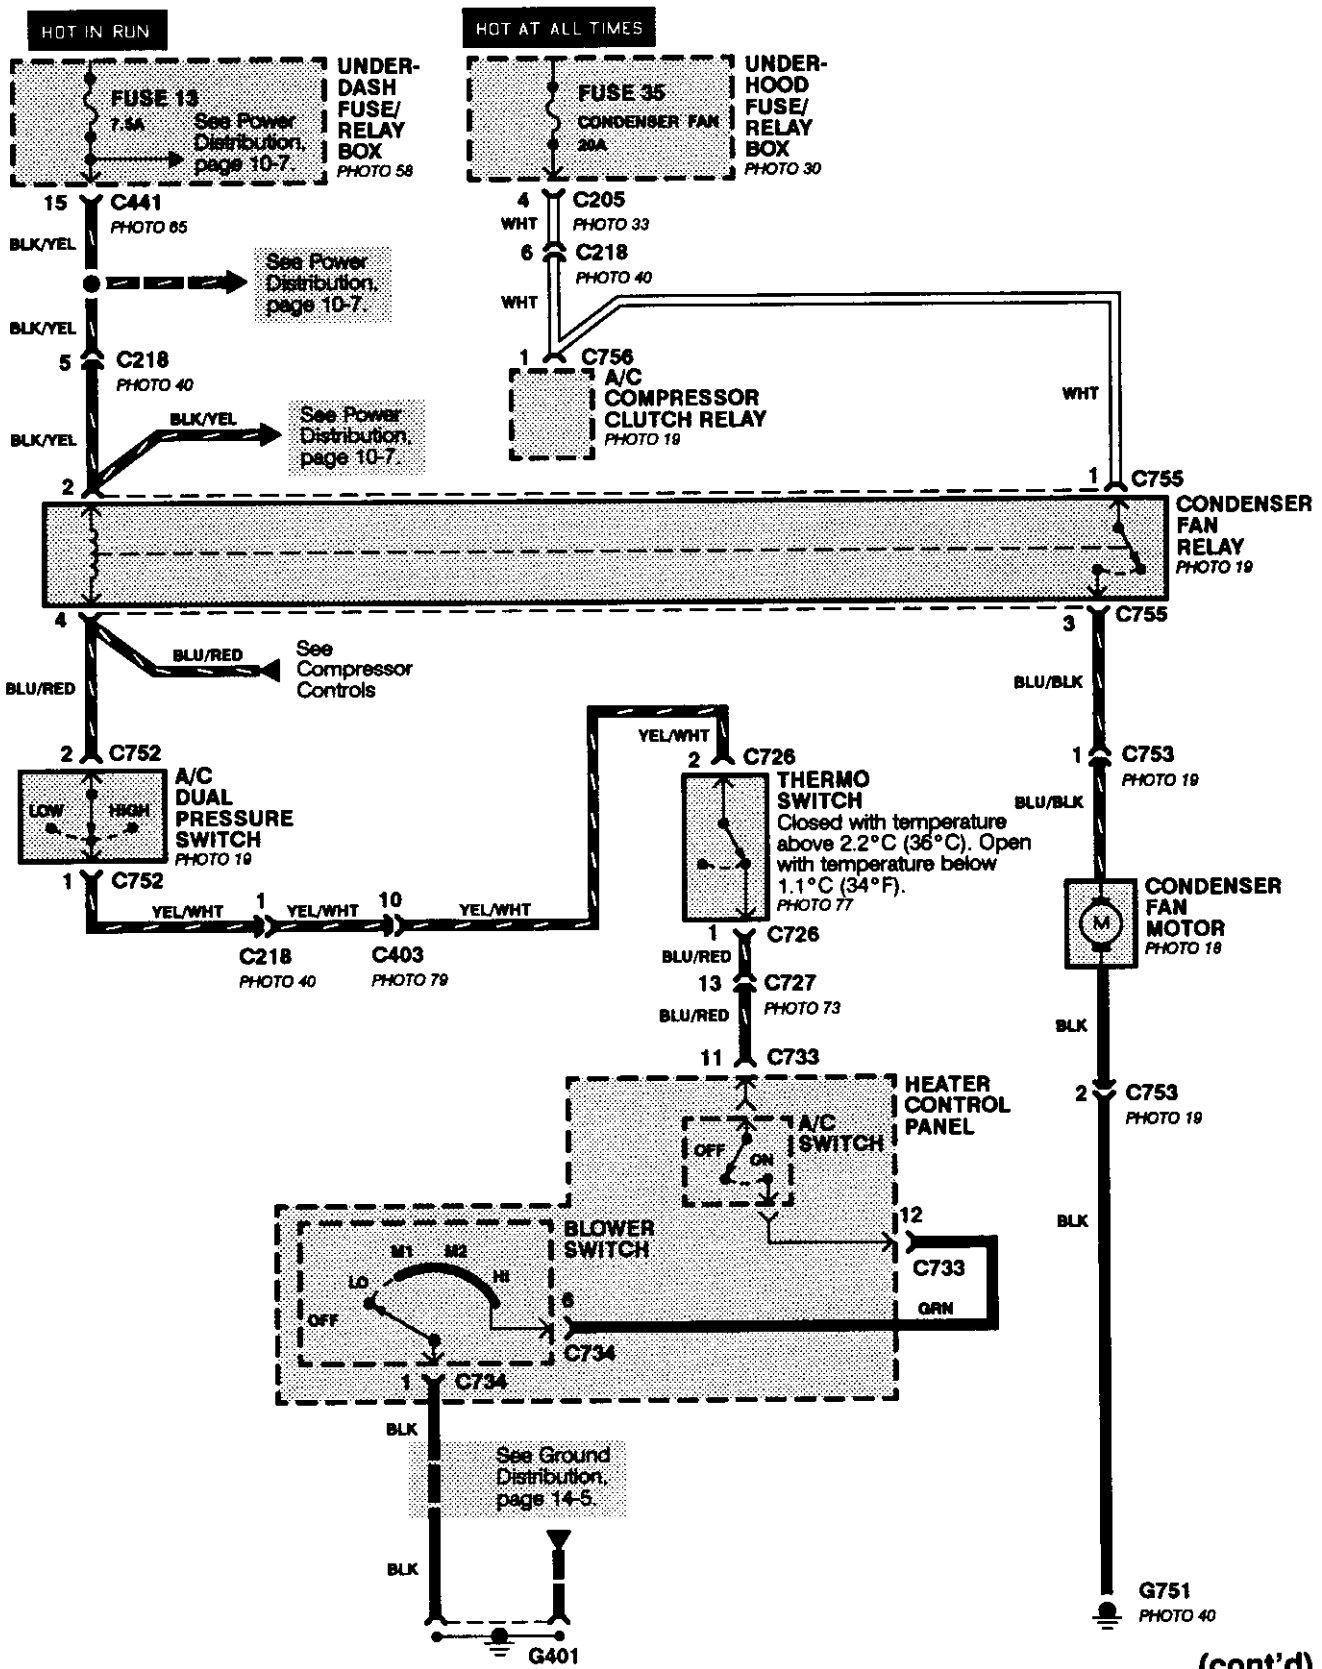 HOT IN RUN
HOT AT ALL TIMES
UNDER-
DASH
FUSE/
RELAY
BOX
PHOTO 58
FUSE 13
7.5A
See Power
Distribution,
page 10-7.
UNDER-
HOOD
FUSE/
RELAY
BOX
PHOTO 30
FUSE 35
CONDENSER FAN
20A
15 C441
PHOTO 65
BLK/YEL
4 C205
WHT PHOTO 33
6 C218
PHOTO 40
WHT
See Power
Distribution,
page 10-7.
BLK/YEL
5 C218
PHOTO 40
1 C756
A/C
COMPRESSOR
CLUTCH RELAY
PHOTO 19
WHT
BLK/YEL
BLK/YEL
See Power
Distribution,
page 10-7.
2
1 C755
CONDENSER
FAN
RELAY
PHOTO 19
4
3 C755
BLU/RED
See
Compressor
Controls
BLU/RED
BLU/BLK
YEL/WHT
2 C752
A/C
DUAL
PRESSURE
SWITCH
PHOTO 19
LOW HIGH
1 C752
2 C726
THERMO
SWITCH
Closed with temperature
above 2.2°C (36°C). Open
with temperature below
1.1°C (34°F).
PHOTO 77
1 C753
PHOTO 19
BLU/BLK
CONDENSER
FAN
MOTOR
PHOTO 18
M
YEL/WHT
1
C218
PHOTO 40
YEL/WHT
10
C403
PHOTO 79
YEL/WHT
1 C726
BLU/RED
13 C727
PHOTO 73
BLU/RED
11 C733
BLK
2 C753
PHOTO 19
HEATER
CONTROL
PANEL
A/C
SWITCH
OFF
ON
BLK
12
C733
GRN
BLOWER
SWITCH
M1 M2
LO HI
OFF
6
C734
1 C734
BLK
See Ground
Distribution,
page 14-5.
BLK
G401
G751
PHOTO 40
(cont'd)